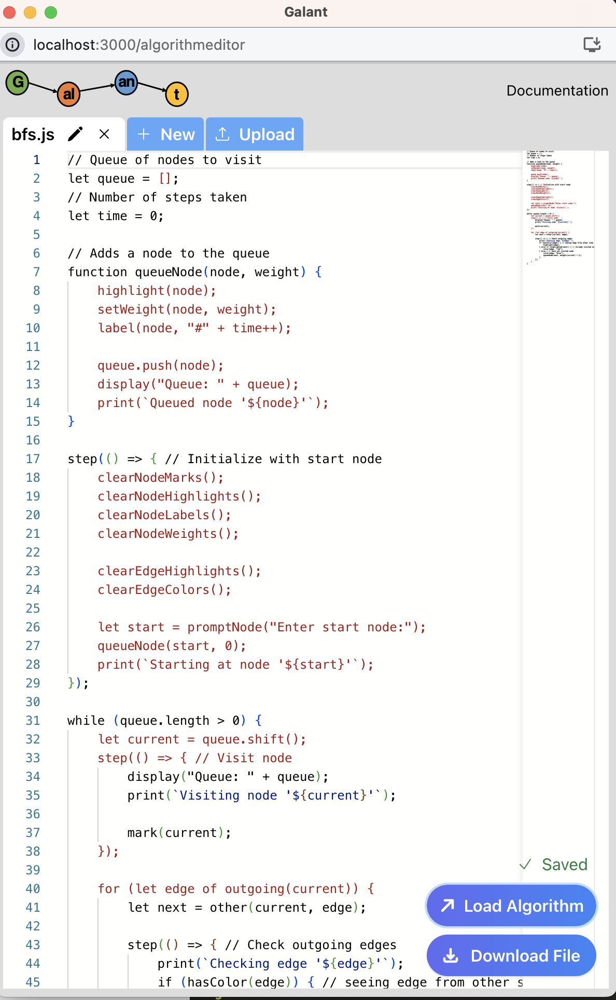 Galant
localhost:3000/algorithmeditor
G al an t
Documentation
bfs.js
New
Upload
1 // Queue of nodes to visit
2 let queue = [];
3 // Number of steps taken
4 let time = 0;
5
6 // Adds a node to the queue
7 function queueNode(node, weight) {
8 highlight(node);
9 setWeight(node, weight);
10 label(node, "#" + time++);
11
12 queue.push(node);
13 display("Queue: " + queue);
14 print(`Queued node '${node}'`);
15 }
16
17 step(() => { // Initialize with start node
18 clearNodeMarks();
19 clearNodeHighlights();
20 clearNodeLabels();
21 clearNodeWeights();
22
23 clearEdgeHighlights();
24 clearEdgeColors();
25
26 let start = promptNode("Enter start node:");
27 queueNode(start, 0);
28 print(`Starting at node '${start}'`);
29 });
30
31 while (queue.length > 0) {
32 let current = queue.shift();
33 step(() => { // Visit node
34 display("Queue: " + queue);
35 print(`Visiting node '${current}'`);
36
37 mark(current);
38 });
39
40 for (let edge of outgoing(current)) {
41 let next = other(current, edge);
42
43 step(() => { // Check outgoing edges
44 print(`Checking edge '${edge}'`);
45 if (hasColor(edge)) { // seeing edge from other s
Saved
Load Algorithm
Download File